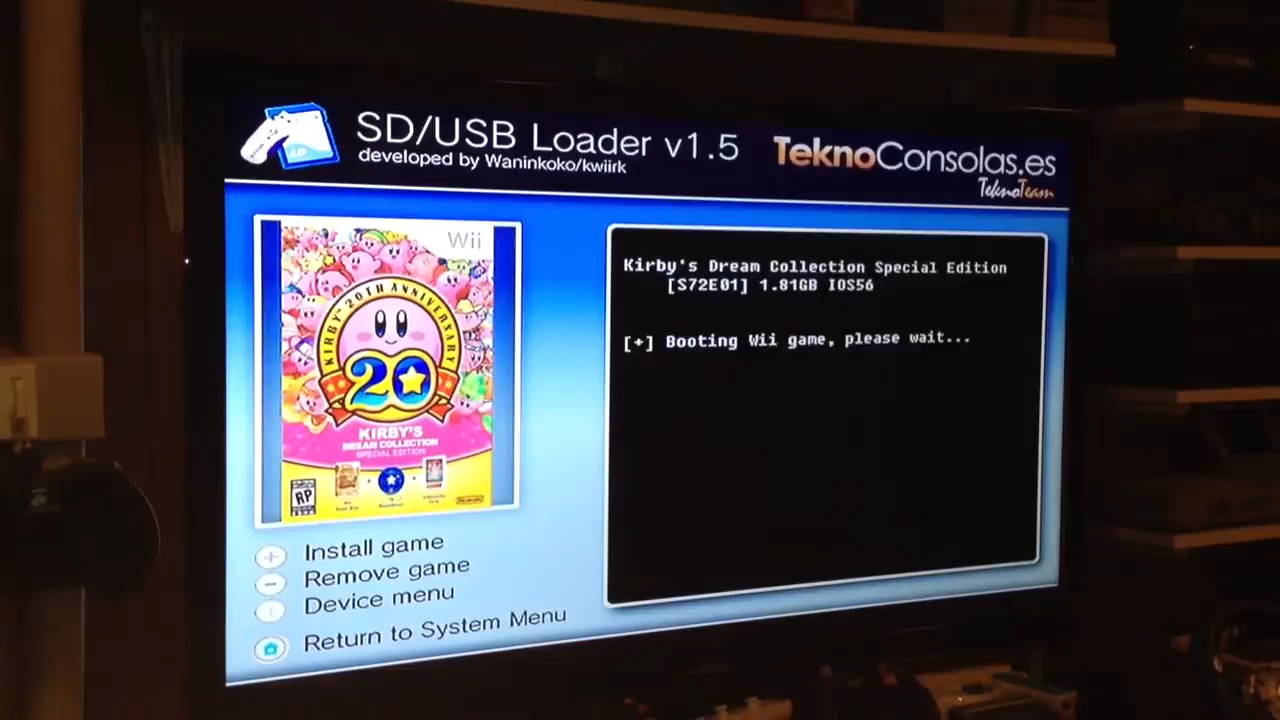 SD/USB Loader v1.5
developed by Waninkoko/kwiirk
TeknoConsolas.es
TeknoTeam
Wii
KIRBY™ 20TH ANNIVERSARY
20
KIRBY'S
DREAM COLLECTION
SPECIAL EDITION
RP
Nintendo
Kirby's Dream Collection Special Edition
[S72E01] 1.81GB IOS56
[+] Booting Wii game, please wait...
Install game
Remove game
Device menu
Return to System Menu